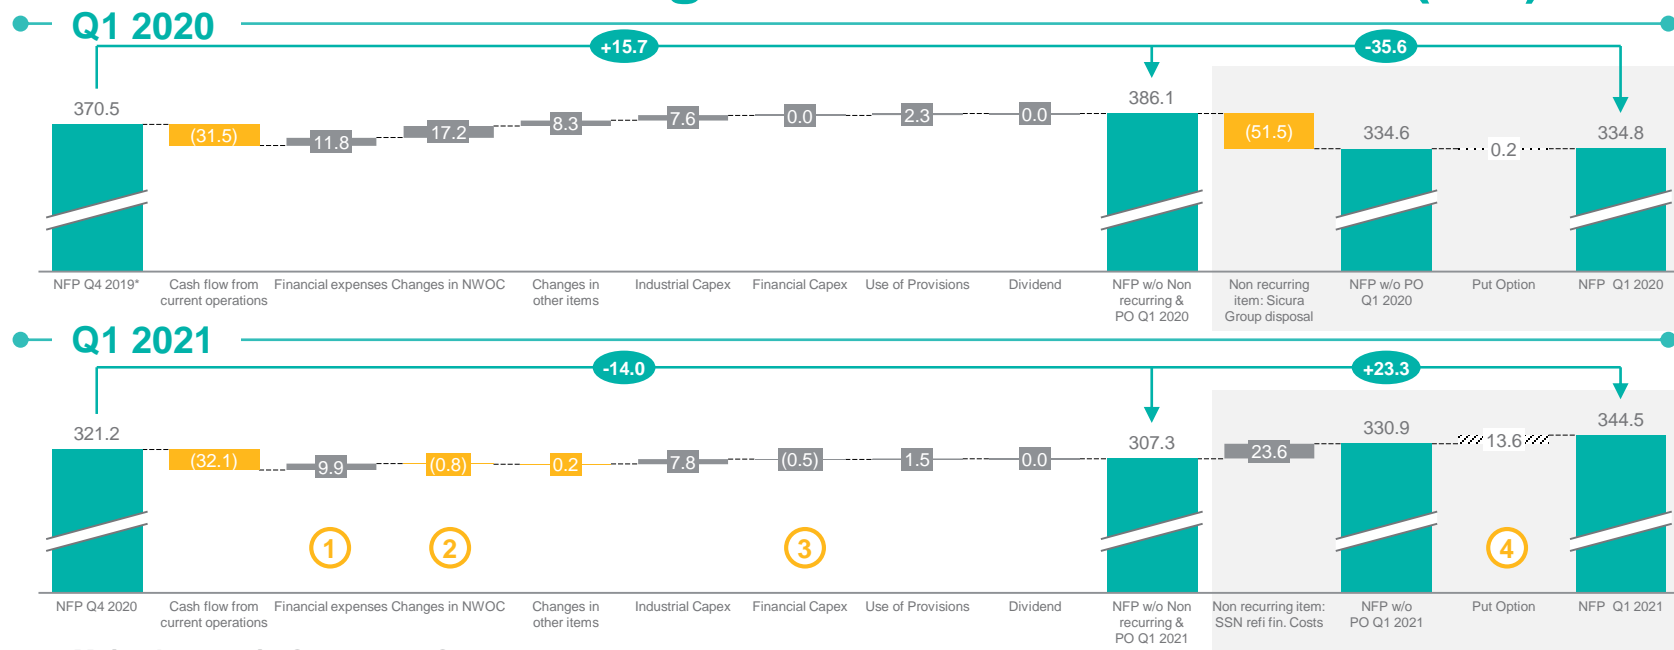 Q1 2020
+15.7
-35.6
370.5
(31.5)
11.8
17.2
8.3
7.6
0.0
2.3
0.0
386.1
(51.5)
334.6
0.2
334.8
NFP Q4 2019*
Cash flow from
current operations
Financial expenses
Changes in NWOC
Changes in
other items
Industrial Capex
Financial Capex
Use of Provisions
Dividend
NFP w/o Non
recurring &
PO Q1 2020
Non recurring
item: Sicura
Group disposal
NFP w/o PO
Q1 2020
Put Option
NFP Q1 2020
Q1 2021
-14.0
+23.3
321.2
(32.1)
9.9
(0.8)
0.2
7.8
(0.5)
1.5
0.0
307.3
23.6
330.9
13.6
344.5
1
2
3
4
NFP Q4 2020
Cash flow from
current operations
Financial expenses
Changes in NWOC
Changes in
other items
Industrial Capex
Financial Capex
Use of Provisions
Dividend
NFP w/o Non
recurring &
PO Q1 2021
Non recurring item:
SSN refi fin. Costs
NFP w/o
PO Q1 2021
Put Option
NFP Q1 2021